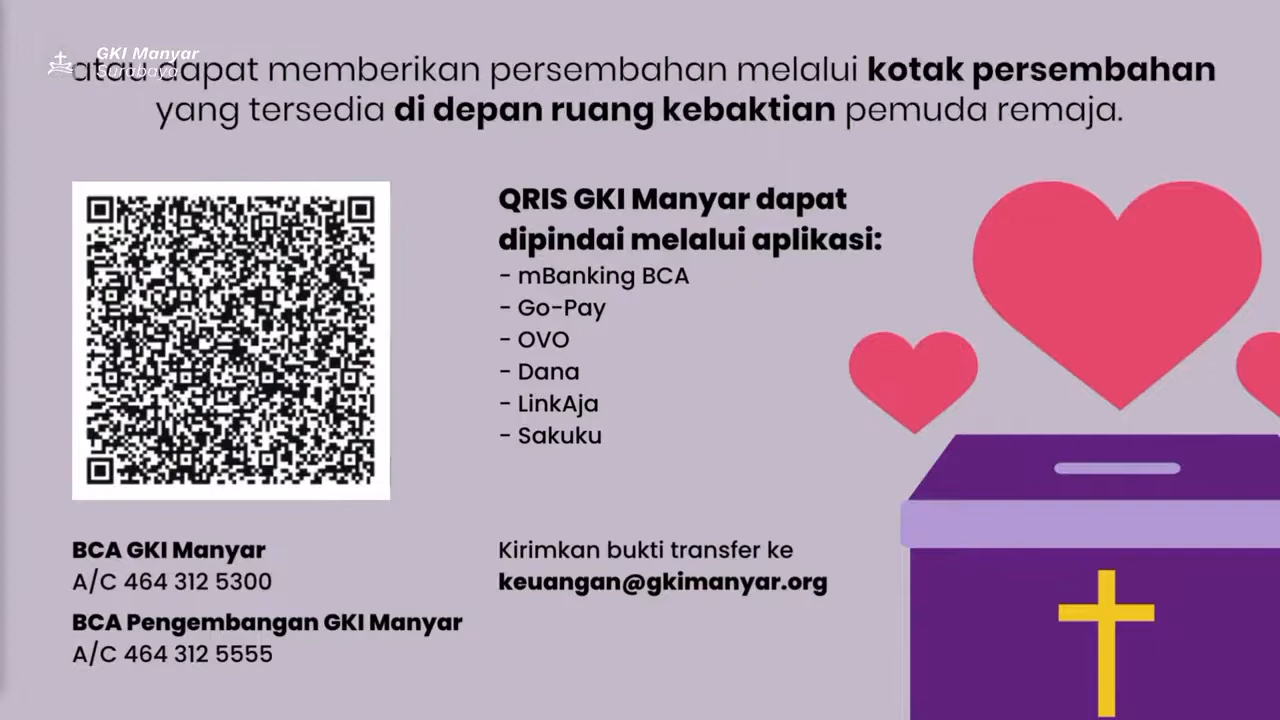 GKI Manyar
Surabaya
atau dapat memberikan persembahan melalui kotak persembahan
yang tersedia di depan ruang kebaktian pemuda remaja.
QRIS GKI Manyar dapat
dipindai melalui aplikasi:
- mBanking BCA
- Go-Pay
- OVO
- Dana
- LinkAja
- Sakuku
BCA GKI Manyar
A/C 464 312 5300
BCA Pengembangan GKI Manyar
A/C 464 312 5555
Kirimkan bukti transfer ke
keuangan@gkimanyar.org